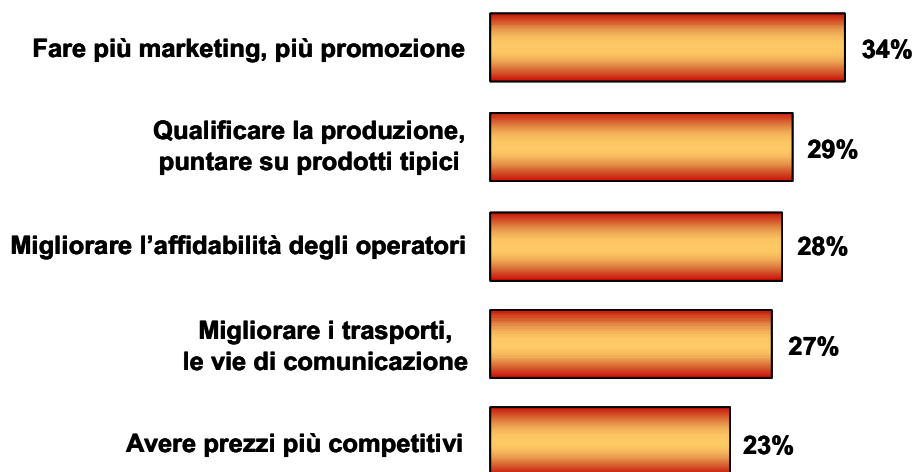 Fare più marketing, più promozione
34%
Qualificare la produzione,
puntare su prodotti tipici
29%
Migliorare l’affidabilità degli operatori
28%
Migliorare i trasporti,
le vie di comunicazione
27%
Avere prezzi più competitivi
23%